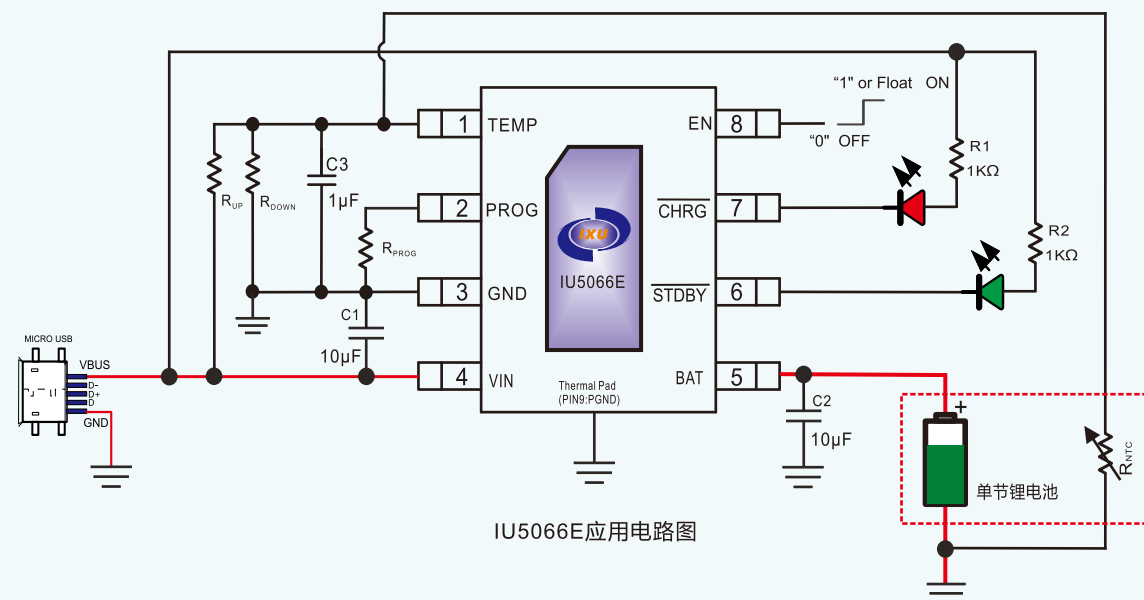 "1" or Float ON
"0" OFF
1 TEMP
EN 8
R1
1KΩ
C3
1μF
RUP
RDOWN
2 PROG
CHRG 7
RPROG
iXU
R2
1KΩ
IU5066E
3 GND
STDBY 6
C1
10μF
MICRO USB
VBUS
D-
D+
D
GND
4 VIN
BAT 5
Thermal Pad
(PIN9:PGND)
C2
10μF
+
单节锂电池
RNTC
IU5066E应用电路图